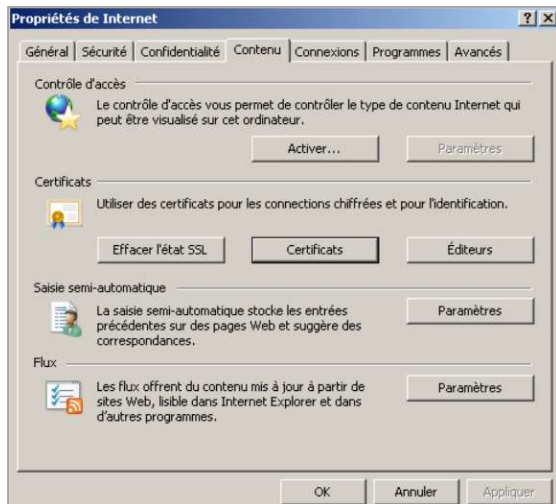 Propriétés de Internet
Général Sécurité Confidentialité Contenu Connexions Programmes Avancés
Contrôle d'accès
Le contrôle d'accès vous permet de contrôler le type de contenu Internet qui
peut être visualisé sur cet ordinateur.
Activer... Paramètres
Certificats
Utiliser des certificats pour les connections chiffrées et pour l'identification.
Effacer l'état SSL Certificats Éditeurs
Saisie semi-automatique
La saisie semi-automatique stocke les entrées
précédentes sur des pages Web et suggère des
correspondances.
Paramètres
Flux
Les flux offrent du contenu mis à jour à partir de
sites Web, lisible dans Internet Explorer et dans
d'autres programmes.
Paramètres
OK Annuler Appliquer